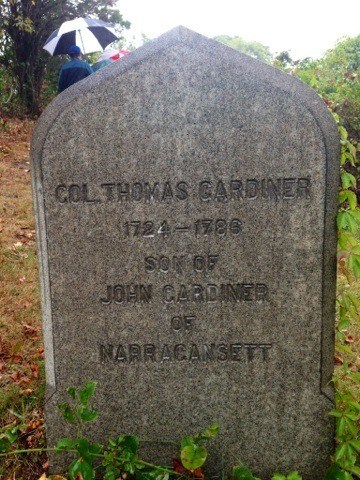 COL. THOMAS GARDINER
1724 – 1786
SON OF
JOHN GARDINER
OF
NARRAGANSETT